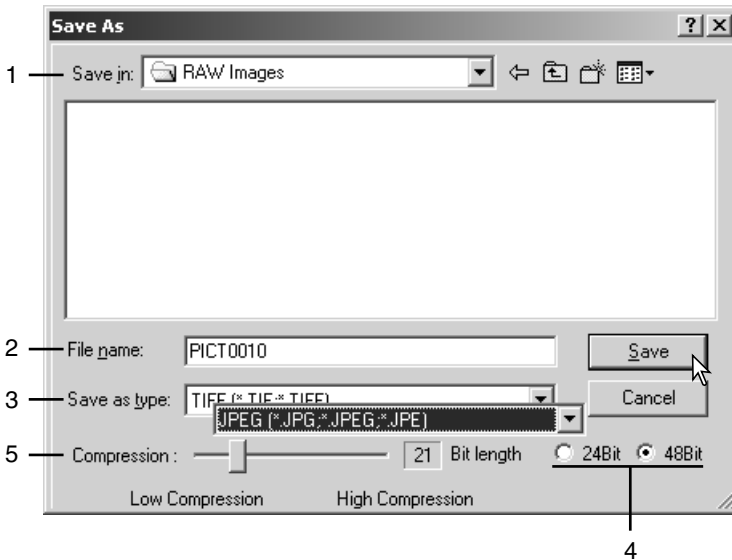 Save As
1 Save in: RAW Images
2 File name: PICT0010 Save
3 Save as type: TIFF (*.TIF;*.TIFF) Cancel
JPEG (*.JPG;*.JPEG;*.JPE)
5 Compression : 21 Bit length 24Bit 48Bit
Low Compression High Compression
4